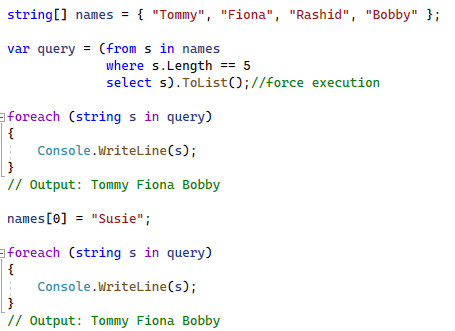 string[] names = { "Tommy", "Fiona", "Rashid", "Bobby" };
var query = (from s in names
where s.Length == 5
select s).ToList();//force execution
foreach (string s in query)
{
Console.WriteLine(s);
}
// Output: Tommy Fiona Bobby
names[0] = "Susie";
foreach (string s in query)
{
Console.WriteLine(s);
}
// Output: Tommy Fiona Bobby